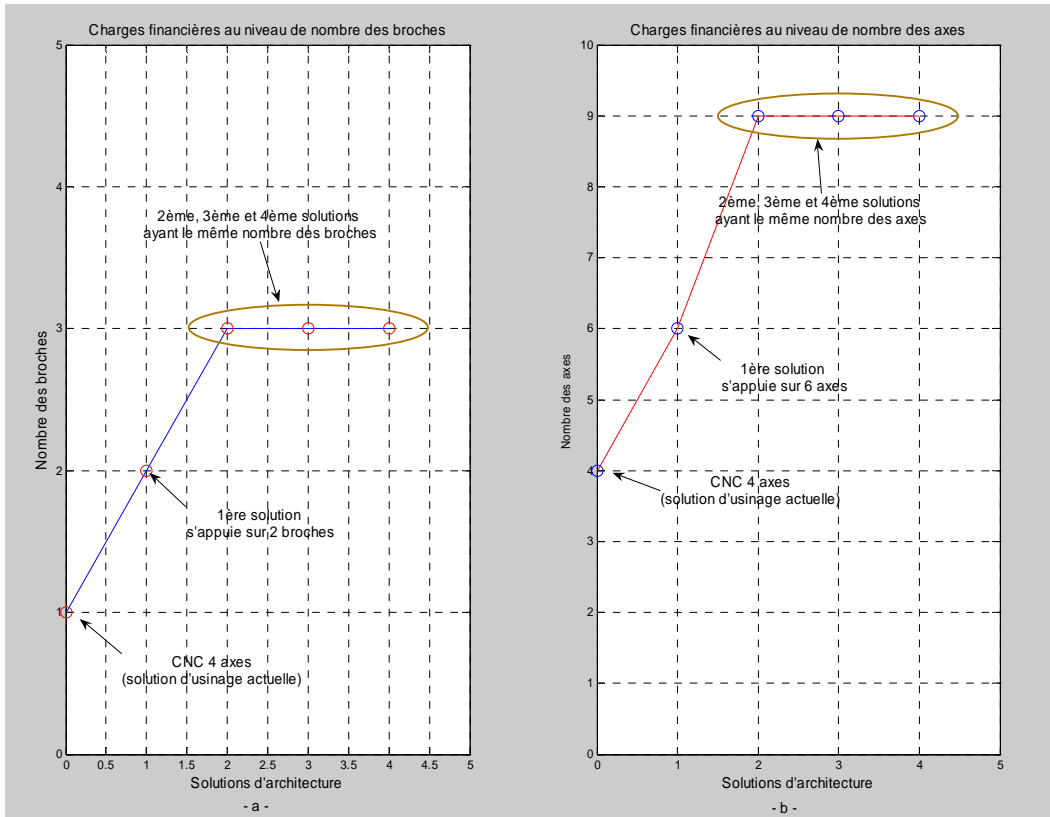 Charges financières au niveau de nombre des broches
5
4
3
2
1
0
Nombre des broches
2ème, 3ème et 4ème solutions
ayant le même nombre des broches
1ère solution
s'appuie sur 2 broches
CNC 4 axes
(solution d'usinage actuelle)
0 0.5 1 1.5 2 2.5 3 3.5 4 4.5 5
Solutions d'architecture
- a -
Charges financières au niveau de nombre des axes
10
9
8
7
6
5
4
3
2
1
0
Nombre des axes
2ème, 3ème et 4ème solutions
ayant le même nombre des axes
1ère solution
s'appuie sur 6 axes
CNC 4 axes
(solution d'usinage actuelle)
0 1 2 3 4 5
Solutions d'architecture
- b -